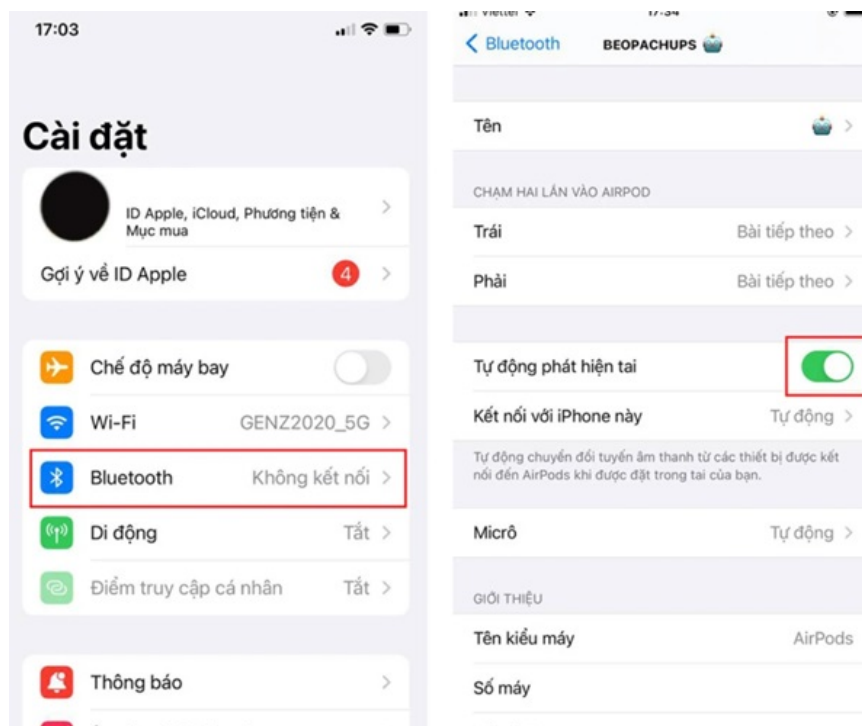 17:03
Cài đặt
ID Apple, iCloud, Phương tiện &
Mục mua
Gợi ý về ID Apple 4
Chế độ máy bay
Wi-Fi GENZ2020_5G
Bluetooth Không kết nối
Di động Tắt
Điểm truy cập cá nhân Tắt
Thông báo
Viettel 17:34
Bluetooth BEOPACHUPS
Tên
CHẠM HAI LẦN VÀO AIRPOD
Trái Bài tiếp theo
Phải Bài tiếp theo
Tự động phát hiện tai
Kết nối với iPhone này Tự động
Tự động chuyển đổi tuyến âm thanh từ các thiết bị được kết
nối đến AirPods khi được đặt trong tai của bạn.
Micrô Tự động
GIỚI THIỆU
Tên kiểu máy AirPods
Số máy